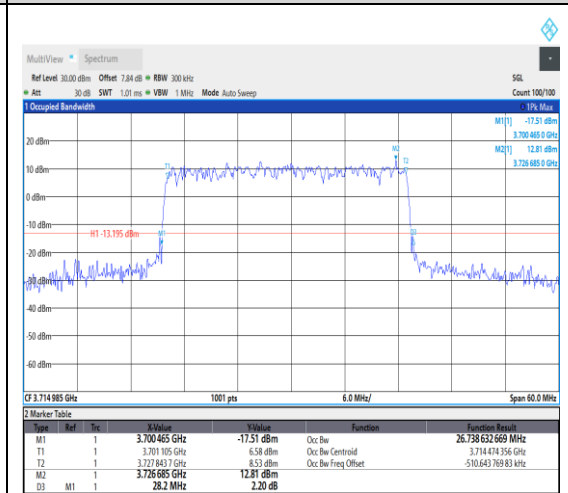 MultiView Spectrum
Ref Level 30.00 dBm Offset 7.84 dB RBW 300 kHz SGL
Att 30 dB SWT 1.01 ms VBW 1 MHz Mode Auto Sweep Count 100/100
1 Occupied Bandwidth 1Pk Max
M1[1] -17.51 dBm
3.700 465 0 GHz
M2[1] 12.81 dBm
3.726 685 0 GHz
20 dBm
M2
T1 T2
10 dBm
0 dBm
-10 dBm
H1 -13.195 dBm M1 D3
-20 dBm
-30 dBm
-40 dBm
-50 dBm
-60 dBm
CF 3.714 985 GHz 1001 pts 6.0 MHz/ Span 60.0 MHz
2 Marker Table
Type Ref Trc X-Value Y-Value Function Function Result
M1 1 3.700 465 GHz -17.51 dBm Occ Bw 26.738 632 669 MHz
T1 1 3.701 105 GHz 6.58 dBm Occ Bw Centroid 3.714 474 356 GHz
T2 1 3.727 843 7 GHz 8.53 dBm Occ Bw Freq Offset -510.643 769 83 kHz
M2 1 3.726 685 GHz 12.81 dBm
D3 M1 1 28.2 MHz 2.20 dB